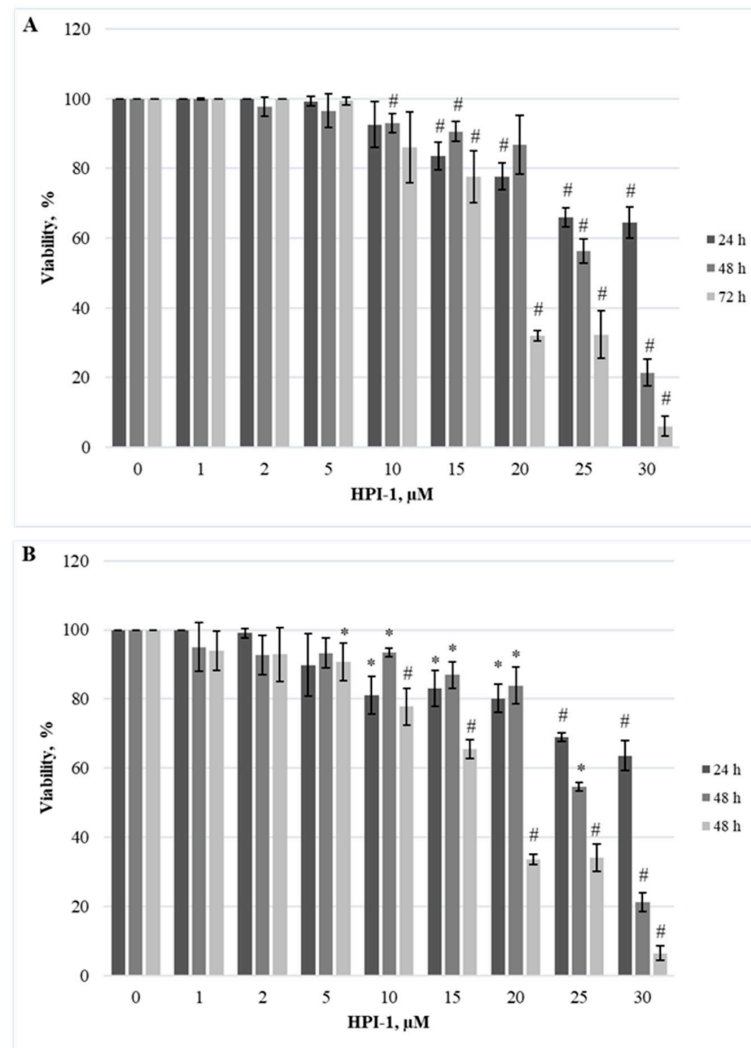 A
120
100
80
60
40
20
0
Viability, %
# # # # # # # # # # # # # #
0 1 2 5 10 15 20 25 30
HPI-1, µM
24 h
48 h
72 h
B
120
100
80
60
40
20
0
Viability, %
* * * # * * # * * # # * # # # #
0 1 2 5 10 15 20 25 30
HPI-1, µM
24 h
48 h
48 h